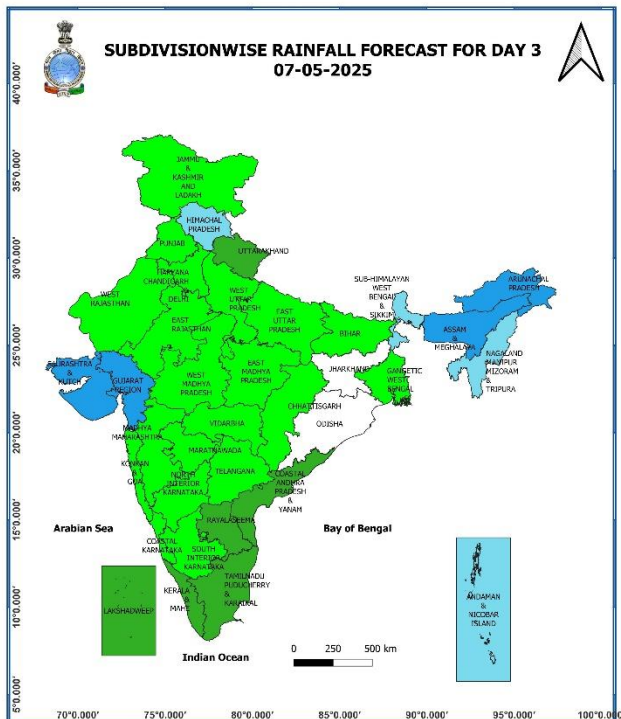 SUBDIVISIONWISE RAINFALL FORECAST FOR DAY 3
07-05-2025
40°0.000'
35°0.000'
30°0.000'
25°0.000'
20°0.000'
15°0.000'
10°0.000'
5°0.000'
JAMMU
&
KASHMIR
AND
LADAKH
HIMACHAL
PRADESH
PUNJAB
UTTARAKHAND
HARYANA
CHANDIGARH
&
DELHI
WEST
RAJASTHAN
WEST
UTTAR
PRADESH
EAST
RAJASTHAN
EAST
UTTAR
PRADESH
SUB-HIMALAYAN
WEST
BENGAL
&
SIKKIM
ARUNACHAL
PRADESH
ASSAM
&
MEGHALAYA
NAGALAND
MANIPUR
MIZORAM
&
TRIPURA
BIHAR
JHARKHAND
GANGETIC
WEST
BENGAL
SAURASHTRA
&
KUTCH
GUJARAT
REGION
WEST
MADHYA
PRADESH
EAST
MADHYA
PRADESH
CHHATTISGARH
ODISHA
VIDARBHA
MADHYA
MAHARASHTRA
MARATHWADA
KONKAN
&
GOA
TELANGANA
NORTH
INTERIOR
KARNATAKA
COASTAL
ANDHRA
PRADESH
&
YANAM
RAYALASEEMA
COASTAL
KARNATAKA
SOUTH
INTERIOR
KARNATAKA
KERALA
&
MAHE
TAMILNADU
PUDUCHERRY
&
KARAIKAL
LAKSHADWEEP
ANDAMAN
&
NICOBAR
ISLAND
Arabian Sea
Bay of Bengal
Indian Ocean
0 250 500 km
70°0.000' 75°0.000' 80°0.000' 85°0.000' 90°0.000' 95°0.000' 100°0.000'